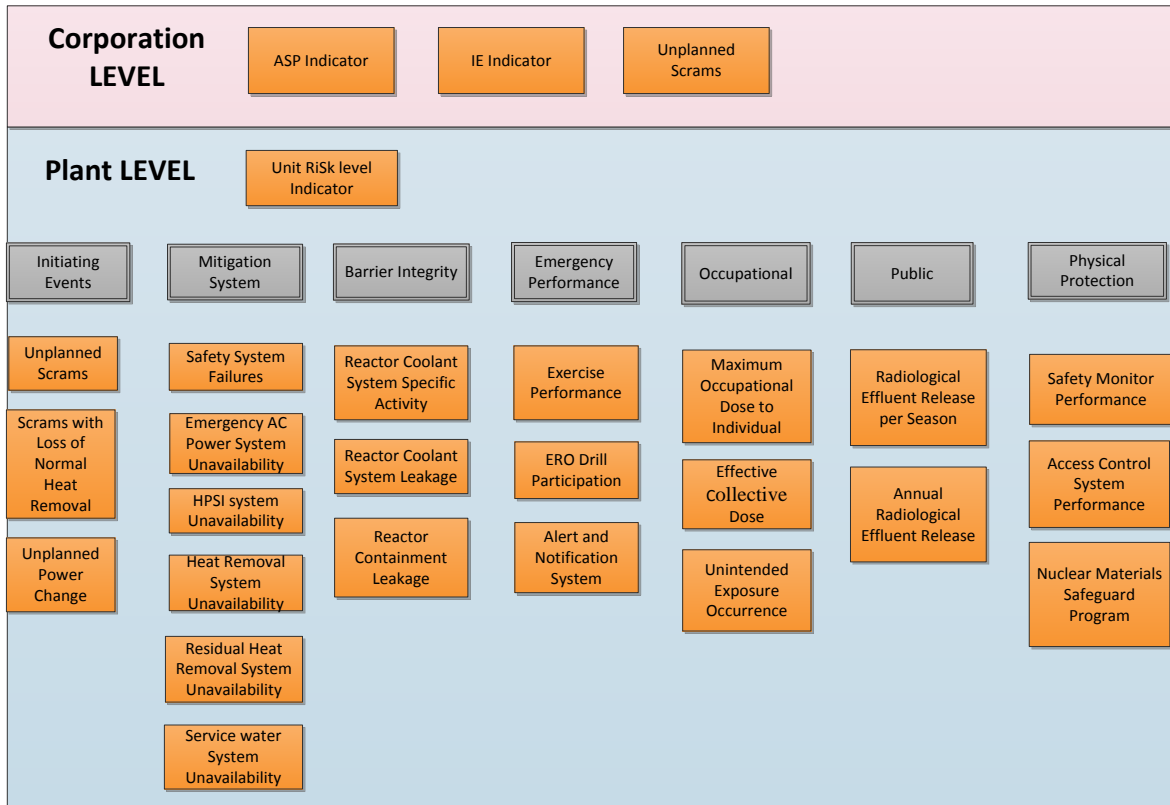 Corporation
LEVEL
ASP Indicator
IE Indicator
Unplanned
Scrams
Plant LEVEL
Unit RiSk level
Indicator
Initiating
Events
Mitigation
System
Barrier Integrity
Emergency
Performance
Occupational
Public
Physical
Protection
Unplanned
Scrams
Scrams with
Loss of
Normal
Heat
Removal
Unplanned
Power
Change
Safety System
Failures
Emergency AC
Power System
Unavailability
HPSI system
Unavailability
Heat Removal
System
Unavailability
Residual Heat
Removal System
Unavailability
Service water
System
Unavailability
Reactor Coolant
System Specific
Activity
Reactor Coolant
System Leakage
Reactor
Containment
Leakage
Exercise
Performance
ERO Drill
Participation
Alert and
Notification
System
Maximum
Occupational
Dose to
Individual
Effective
Collective
Dose
Unintended
Exposure
Occurrence
Radiological
Effluent Release
per Season
Annual
Radiological
Effluent Release
Safety Monitor
Performance
Access Control
System
Performance
Nuclear Materials
Safeguard
Program